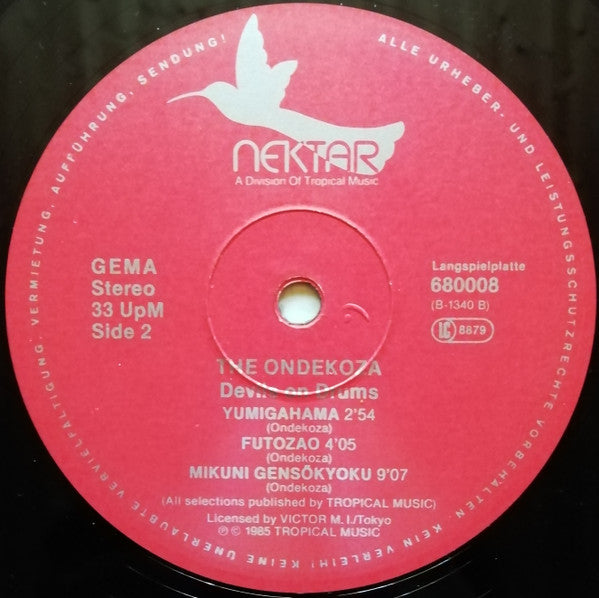 ALLE URHEBER- UND LEISTUNGSSCHUTZRECHTE VORBEHALTEN. KEIN VERLEIH! KEINE UNERLAUBTE VERVIELFÄLTIGUNG, VERMIETUNG, AUFFÜHRUNG, SENDUNG!
NEKTAR
A Division Of Tropical Music
GEMA
Stereo
33 UpM
Side 2
Langspielplatte
680008
(B-1340 B)
LC 8879
THE ONDEKOZA
Devils on Drums
YUMIGAHAMA 2'54
(Ondekoza)
FUTOZAO 4'05
(Ondekoza)
MIKUNI GENSŌKYOKU 9'07
(Ondekoza)
(All selections published by TROPICAL MUSIC)
Licensed by VICTOR M. I./Tokyo
℗ © 1985 TROPICAL MUSIC